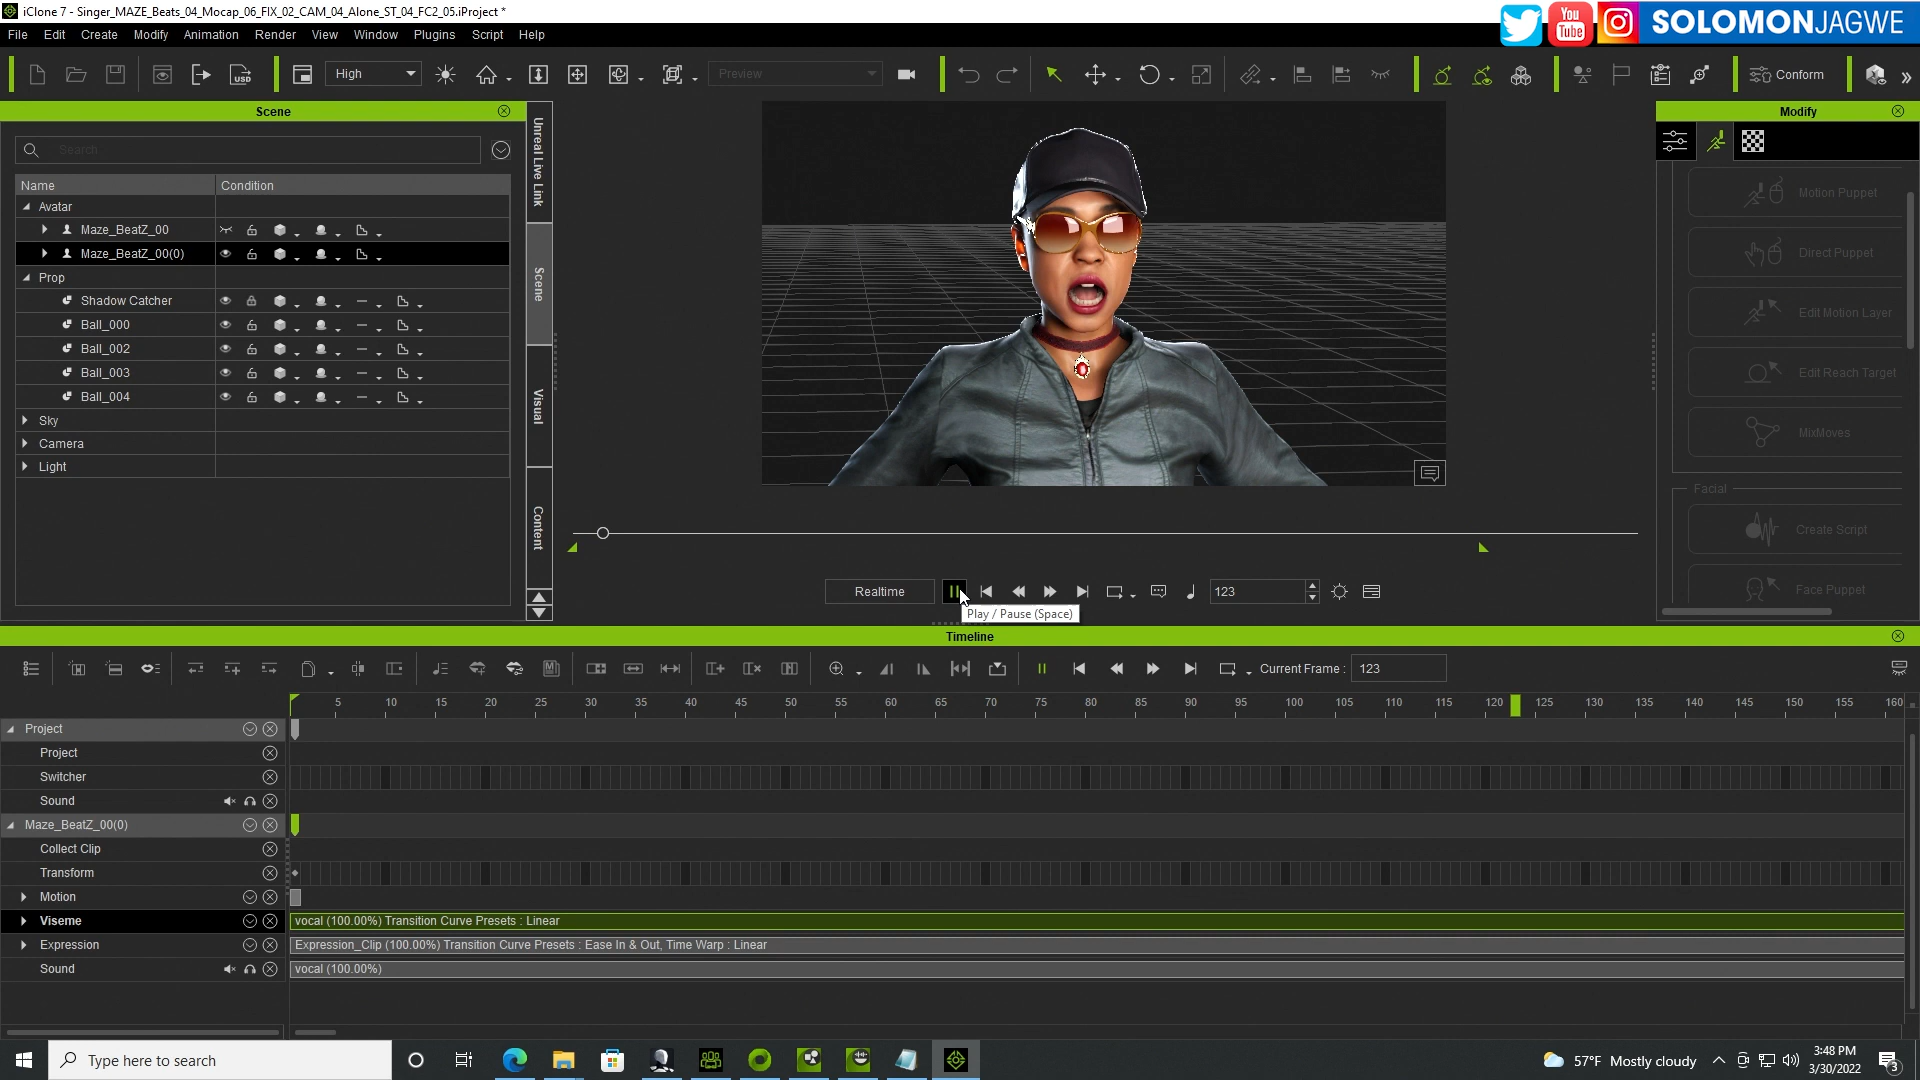 iClone 7 - Singer_MAZE_Beats_04_Mocap_06_FIX_02_CAM_04_Alone_ST_04_FC2_05.iProject *
You Tube
SOLOMONJAGWE
File Edit Create Modify Animation Render View Window Plugins Script Help
USD
High
Preview
Conform
Scene
Modify
Search
Name Condition
Avatar
Maze_BeatZ_00
Maze_BeatZ_00(0)
Prop
Shadow Catcher
Ball_000
Ball_002
Ball_003
Ball_004
Sky
Camera
Light
Unreal Live Link
Scene
Visual
Content
Motion Puppet
Direct Puppet
Edit Motion Layer
Edit Reach Target
MixMoves
Facial
Create Script
Face Puppet
Realtime
123
Play / Pause (Space)
Timeline
Current Frame : 123
5 10 15 20 25 30 35 40 45 50 55 60 65 70 75 80 85 90 95 100 105 110 115 120 125 130 135 140 145 150 155 160
Project
Project
Switcher
Sound
Maze_BeatZ_00(0)
Collect Clip
Transform
Motion
Viseme
vocal (100.00%) Transition Curve Presets : Linear
Expression
Expression_Clip (100.00%) Transition Curve Presets : Ease In & Out, Time Warp : Linear
Sound
vocal (100.00%)
Type here to search
57°F Mostly cloudy
3:48 PM
3/30/2022
3